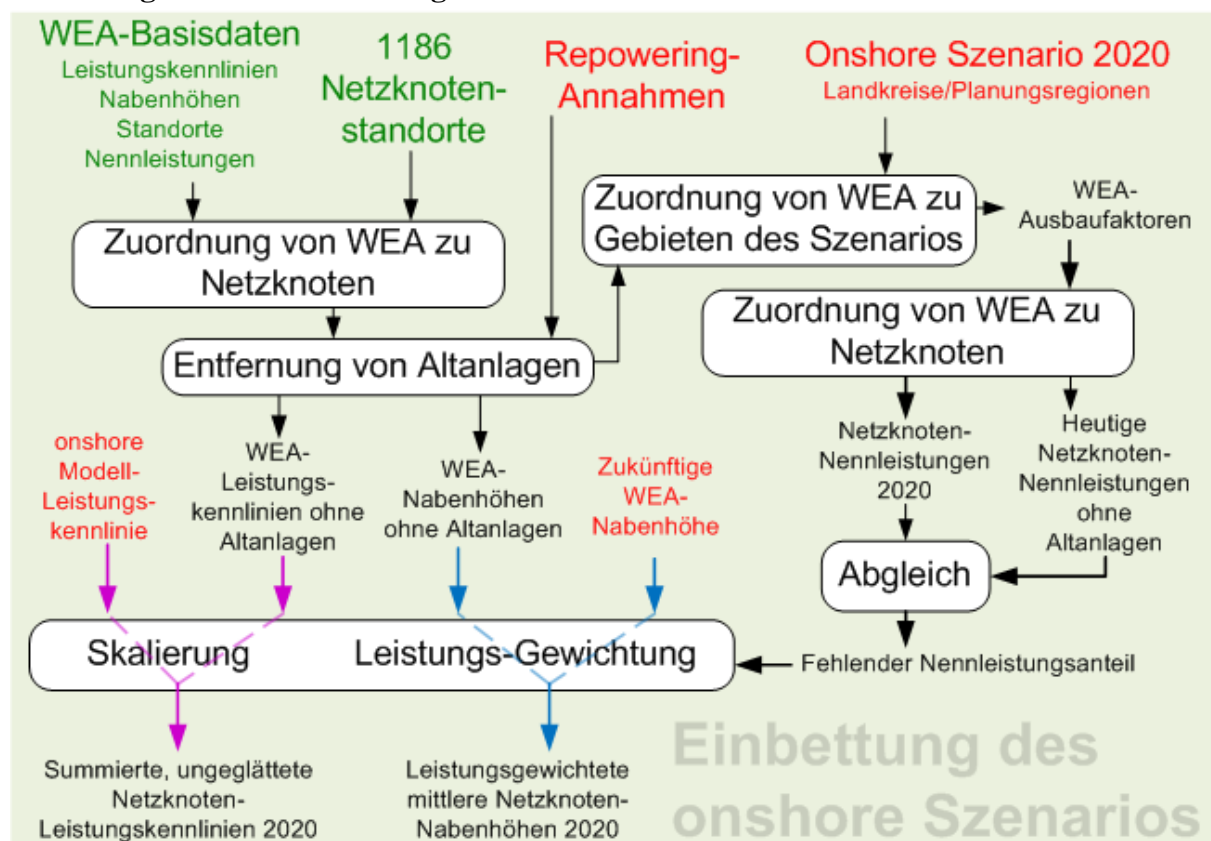 WEA-Basisdaten
Leistungskennlinien
Nabenhöhen
Standorte
Nennleistungen
1186
Netzknoten-
standorte
Repowering-
Annahmen
Onshore Szenario 2020
Landkreise/Planungsregionen
Zuordnung von WEA zu
Netzknoten
Zuordnung von WEA zu
Gebieten des Szenarios
WEA-
Ausbaufaktoren
Entfernung von Altanlagen
Zuordnung von WEA zu
Netzknoten
onshore
Modell-
Leistungs-
kennlinie
WEA-
Leistungs-
kennlinien ohne
Altanlagen
WEA-
Nabenhöhen
ohne Altanlagen
Zukünftige
WEA-
Nabenhöhe
Netzknoten-
Nennleistungen
2020
Heutige
Netzknoten-
Nennleistungen
ohne
Altanlagen
Abgleich
Skalierung
Leistungs-Gewichtung
Fehlender Nennleistungsanteil
Summierte, ungeglättete
Netzknoten-
Leistungskennlinien 2020
Leistungsgewichtete
mittlere Netzknoten-
Nabenhöhen 2020
Einbettung des
onshore Szenarios